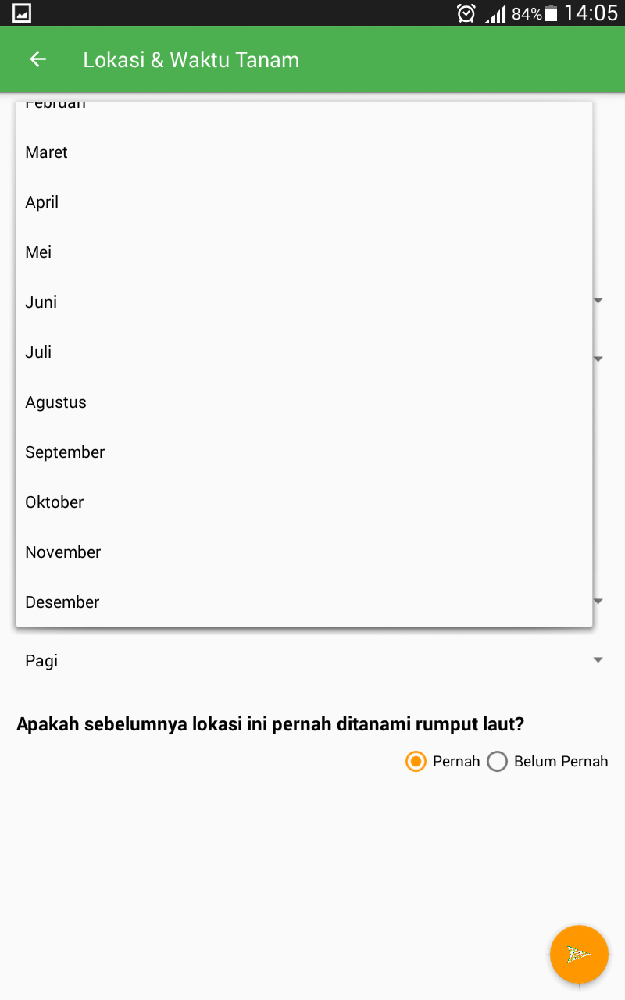 84% 14:05
Lokasi & Waktu Tanam
Februari
Maret
April
Mei
Juni
Juli
Agustus
September
Oktober
November
Desember
Pagi
Apakah sebelumnya lokasi ini pernah ditanami rumput laut?
Pernah Belum Pernah